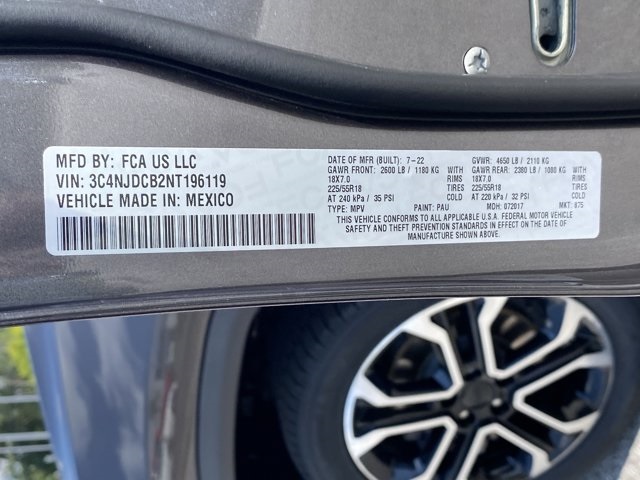 MFD BY: FCA US LLC
VIN: 3C4NJDCB2NT196119
VEHICLE MADE IN: MEXICO
DATE OF MFR (BUILT): 7-22 GVWR: 4650 LB / 2110 KG
GAWR FRONT: 2600 LB / 1180 KG GAWR REAR: 2380 LB / 1080 KG
18X7.0 RIMS 18X7.0 RIMS
225/55R18 TIRES 225/55R18 TIRES
AT 240 kPa / 35 PSI COLD AT 220 kPa / 32 PSI COLD
TYPE: MPV PAINT: PAU MDH: 072017 MKT: 875
THIS VEHICLE CONFORMS TO ALL APPLICABLE U.S.A. FEDERAL MOTOR VEHICLE
SAFETY AND THEFT PREVENTION STANDARDS IN EFFECT ON THE DATE OF
MANUFACTURE SHOWN ABOVE.